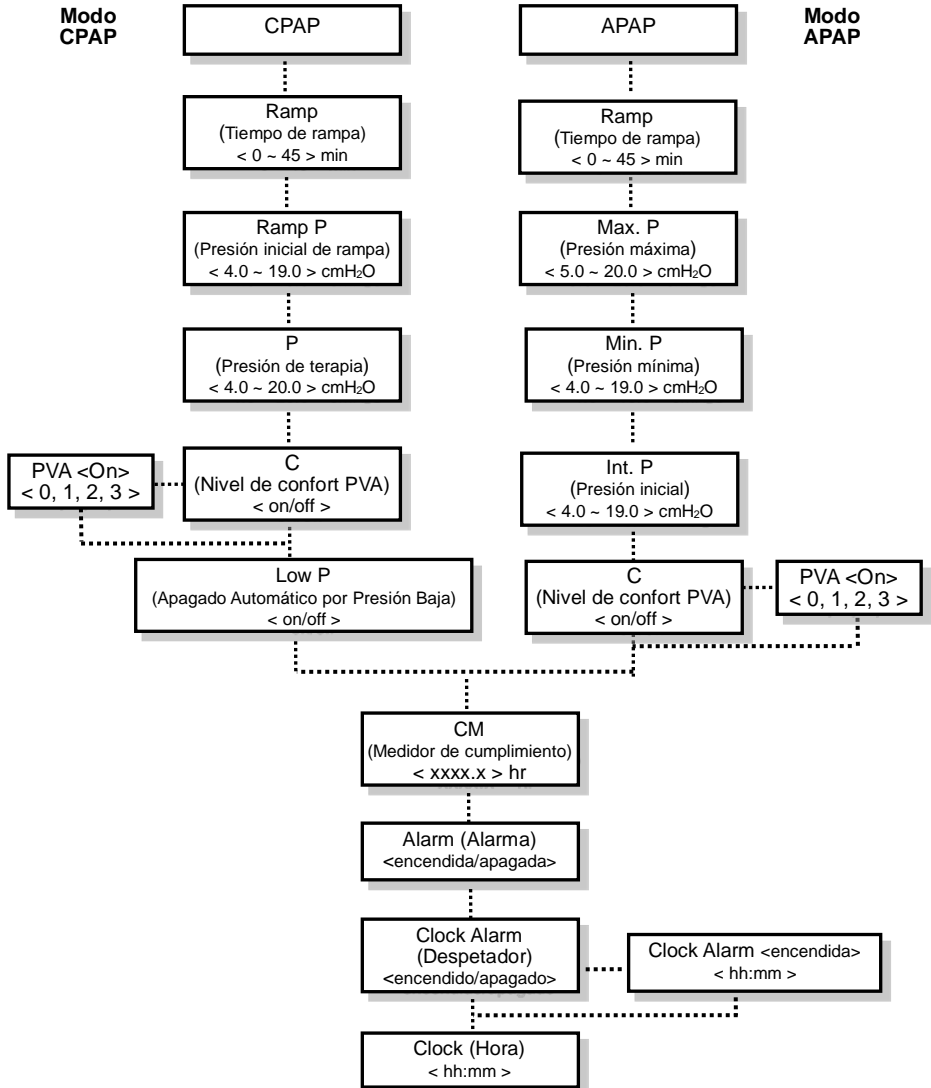 Modo
CPAP
CPAP
Ramp
(Tiempo de rampa)
< 0 ~ 45 > min
Ramp P
(Presión inicial de rampa)
< 4.0 ~ 19.0 > cmH₂O
P
(Presión de terapia)
< 4.0 ~ 20.0 > cmH₂O
C
(Nivel de confort PVA)
< on/off >
PVA <On>
< 0, 1, 2, 3 >
Low P
(Apagado Automático por Presión Baja)
< on/off >
Modo
APAP
APAP
Ramp
(Tiempo de rampa)
< 0 ~ 45 > min
Max. P
(Presión máxima)
< 5.0 ~ 20.0 > cmH₂O
Min. P
(Presión mínima)
< 4.0 ~ 19.0 > cmH₂O
Int. P
(Presión inicial)
< 4.0 ~ 19.0 > cmH₂O
C
(Nivel de confort PVA)
< on/off >
PVA <On>
< 0, 1, 2, 3 >
CM
(Medidor de cumplimiento)
< xxxx.x > hr
Alarm (Alarma)
<encendida/apagada>
Clock Alarm
(Despetador)
<encendido/apagado>
Clock Alarm <encendida>
< hh:mm >
Clock (Hora)
< hh:mm >